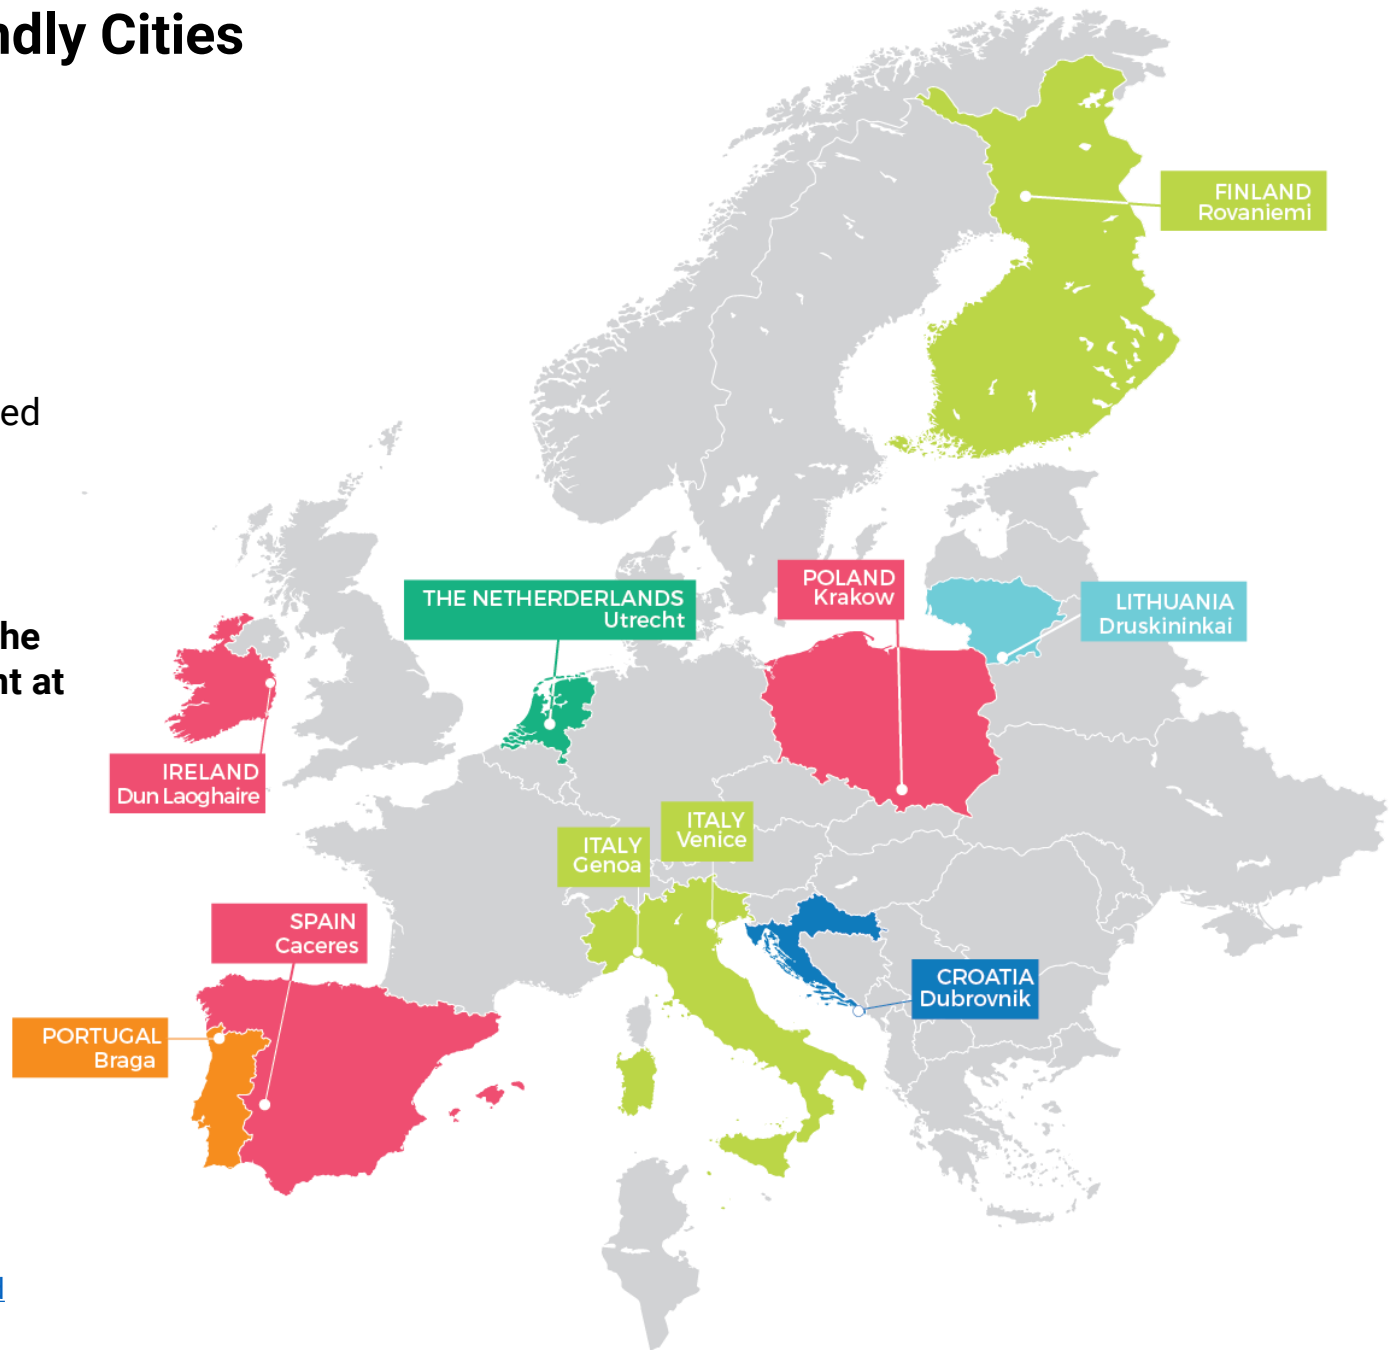 ndly Cities
FINLAND
Rovaniemi
ed
POLAND
Krakow
THE NETHERDERLANDS
Utrecht
LITHUANIA
Druskininkai
he
nt at
IRELAND
Dun Laoghaire
ITALY
Venice
ITALY
Genoa
SPAIN
Caceres
CROATIA
Dubrovnik
PORTUGAL
Braga